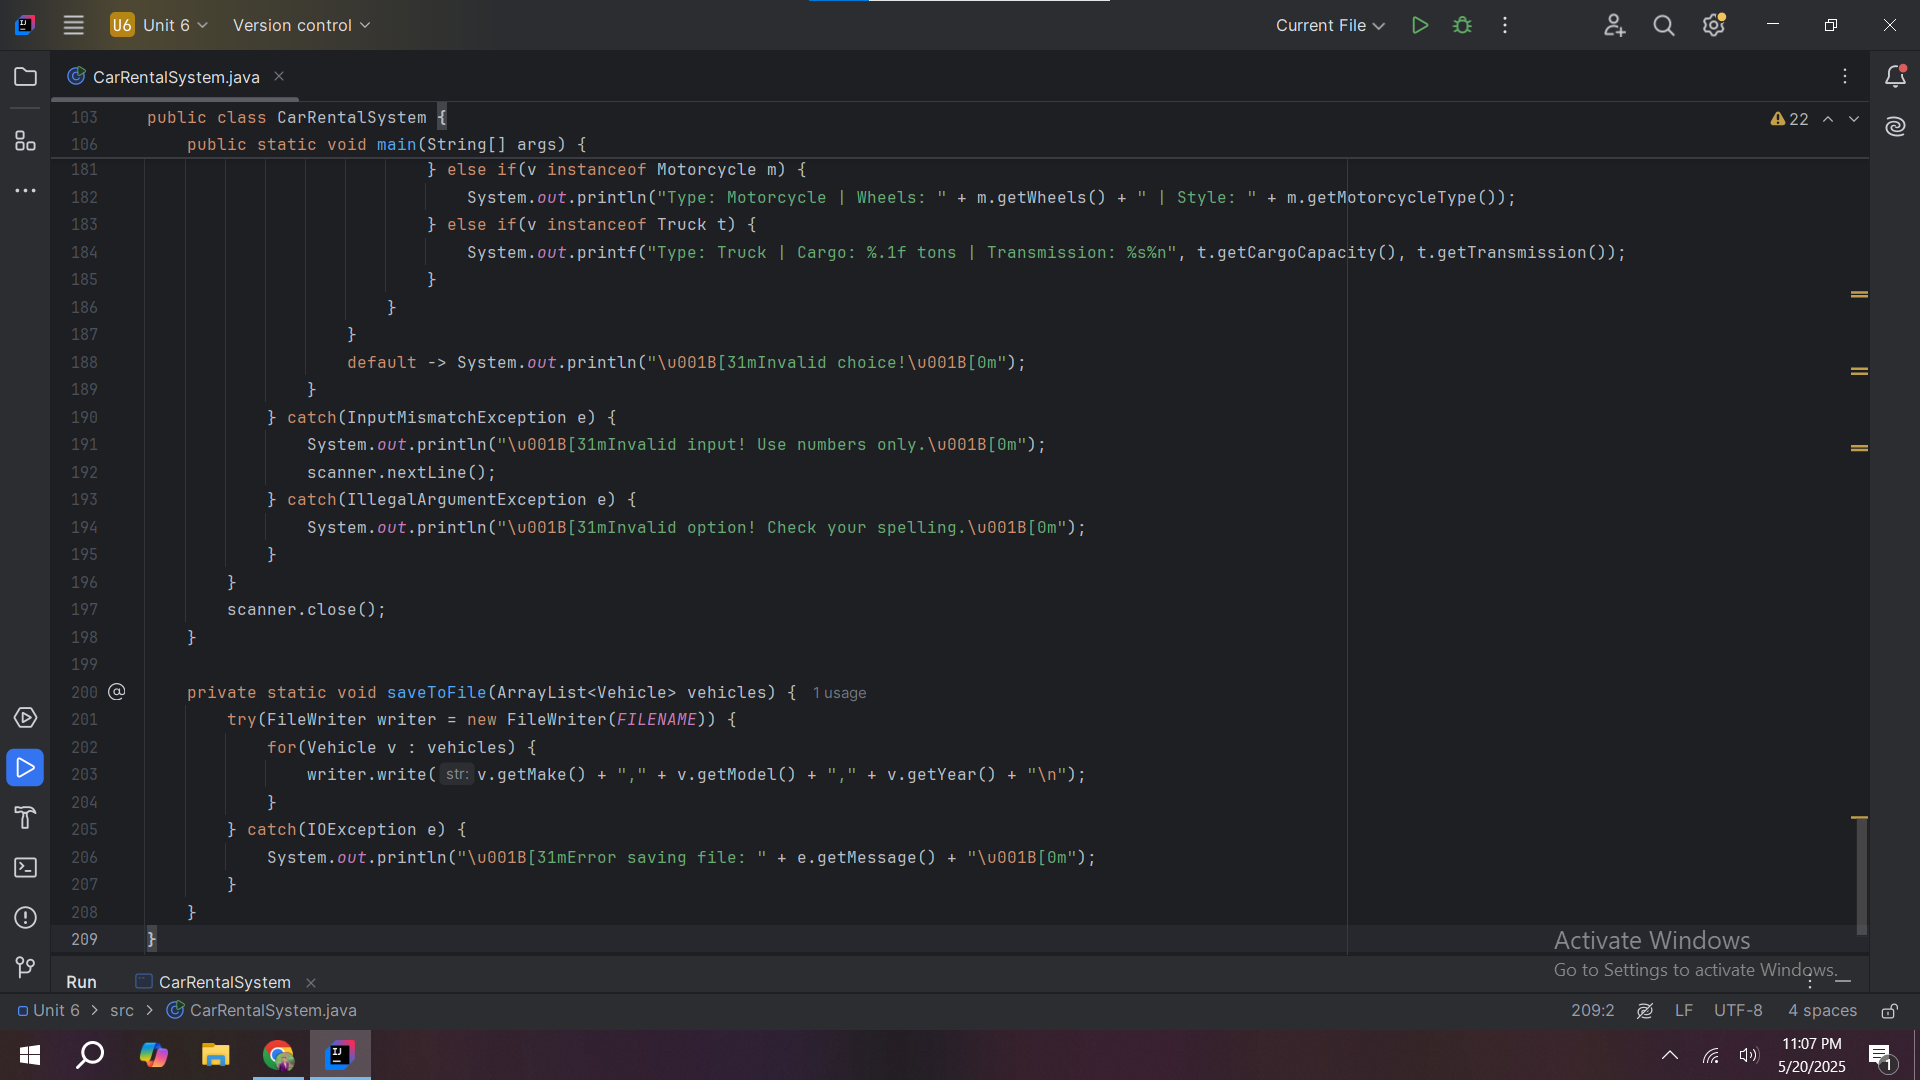 U6 Unit 6 Version control Current File
CarRentalSystem.java
103 public class CarRentalSystem {
22
106 public static void main(String[] args) {
181 } else if(v instanceof Motorcycle m) {
182 System.out.println("Type: Motorcycle | Wheels: " + m.getWheels() + " | Style: " + m.getMotorcycleType());
183 } else if(v instanceof Truck t) {
184 System.out.printf("Type: Truck | Cargo: %.1f tons | Transmission: %s%n", t.getCargoCapacity(), t.getTransmission());
185 }
186 }
187 }
188 default -> System.out.println("\u001B[31mInvalid choice!\u001B[0m");
189 }
190 } catch(InputMismatchException e) {
191 System.out.println("\u001B[31mInvalid input! Use numbers only.\u001B[0m");
192 scanner.nextLine();
193 } catch(IllegalArgumentException e) {
194 System.out.println("\u001B[31mInvalid option! Check your spelling.\u001B[0m");
195 }
196 }
197 scanner.close();
198 }
199
200 @ private static void saveToFile(ArrayList<Vehicle> vehicles) { 1 usage
201 try(FileWriter writer = new FileWriter(FILENAME)) {
202 for(Vehicle v : vehicles) {
203 writer.write( str: v.getMake() + "," + v.getModel() + "," + v.getYear() + "\n");
204 }
205 } catch(IOException e) {
206 System.out.println("\u001B[31mError saving file: " + e.getMessage() + "\u001B[0m");
207 }
208 }
209 }
Activate Windows
Go to Settings to activate Windows.
Run CarRentalSystem
Unit 6 > src > CarRentalSystem.java 209:2 LF UTF-8 4 spaces
11:07 PM
5/20/2025
1